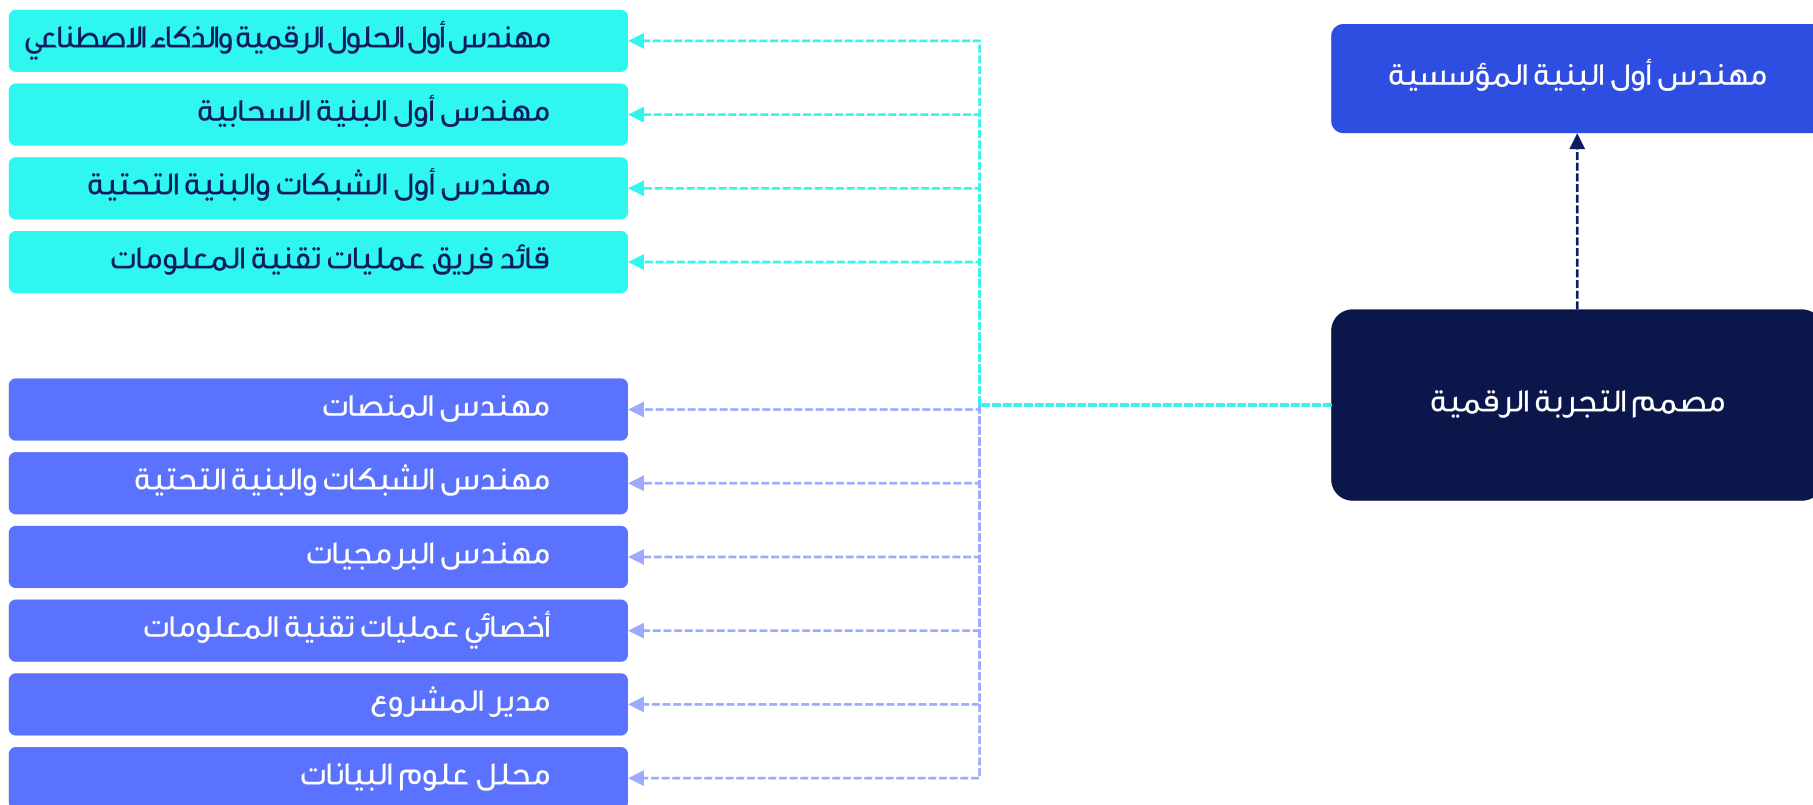 مهندس أول البنية المؤسسية
مصمم التجربة الرقمية
مهندس أول الحلول الرقمية والذكاء الاصطناعي
مهندس أول البنية السحابية
مهندس أول الشبكات والبنية التحتية
قائد فريق عمليات تقنية المعلومات
مهندس المنصات
مهندس الشبكات والبنية التحتية
مهندس البرمجيات
أخصائي عمليات تقنية المعلومات
مدير المشروع
محلل علوم البيانات